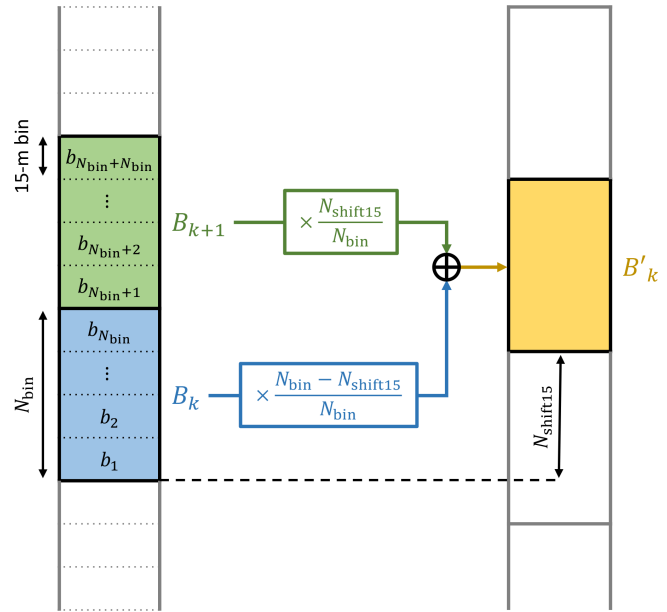 15-m bin
b_{N_bin+N_bin}
⋮
b_{N_bin+2}
b_{N_bin+1}
N_bin
b_{N_bin}
⋮
b_2
b_1
B_{k+1}
× N_shift15 / N_bin
B_k
× N_bin − N_shift15 / N_bin
⊕
B'_k
N_shift15